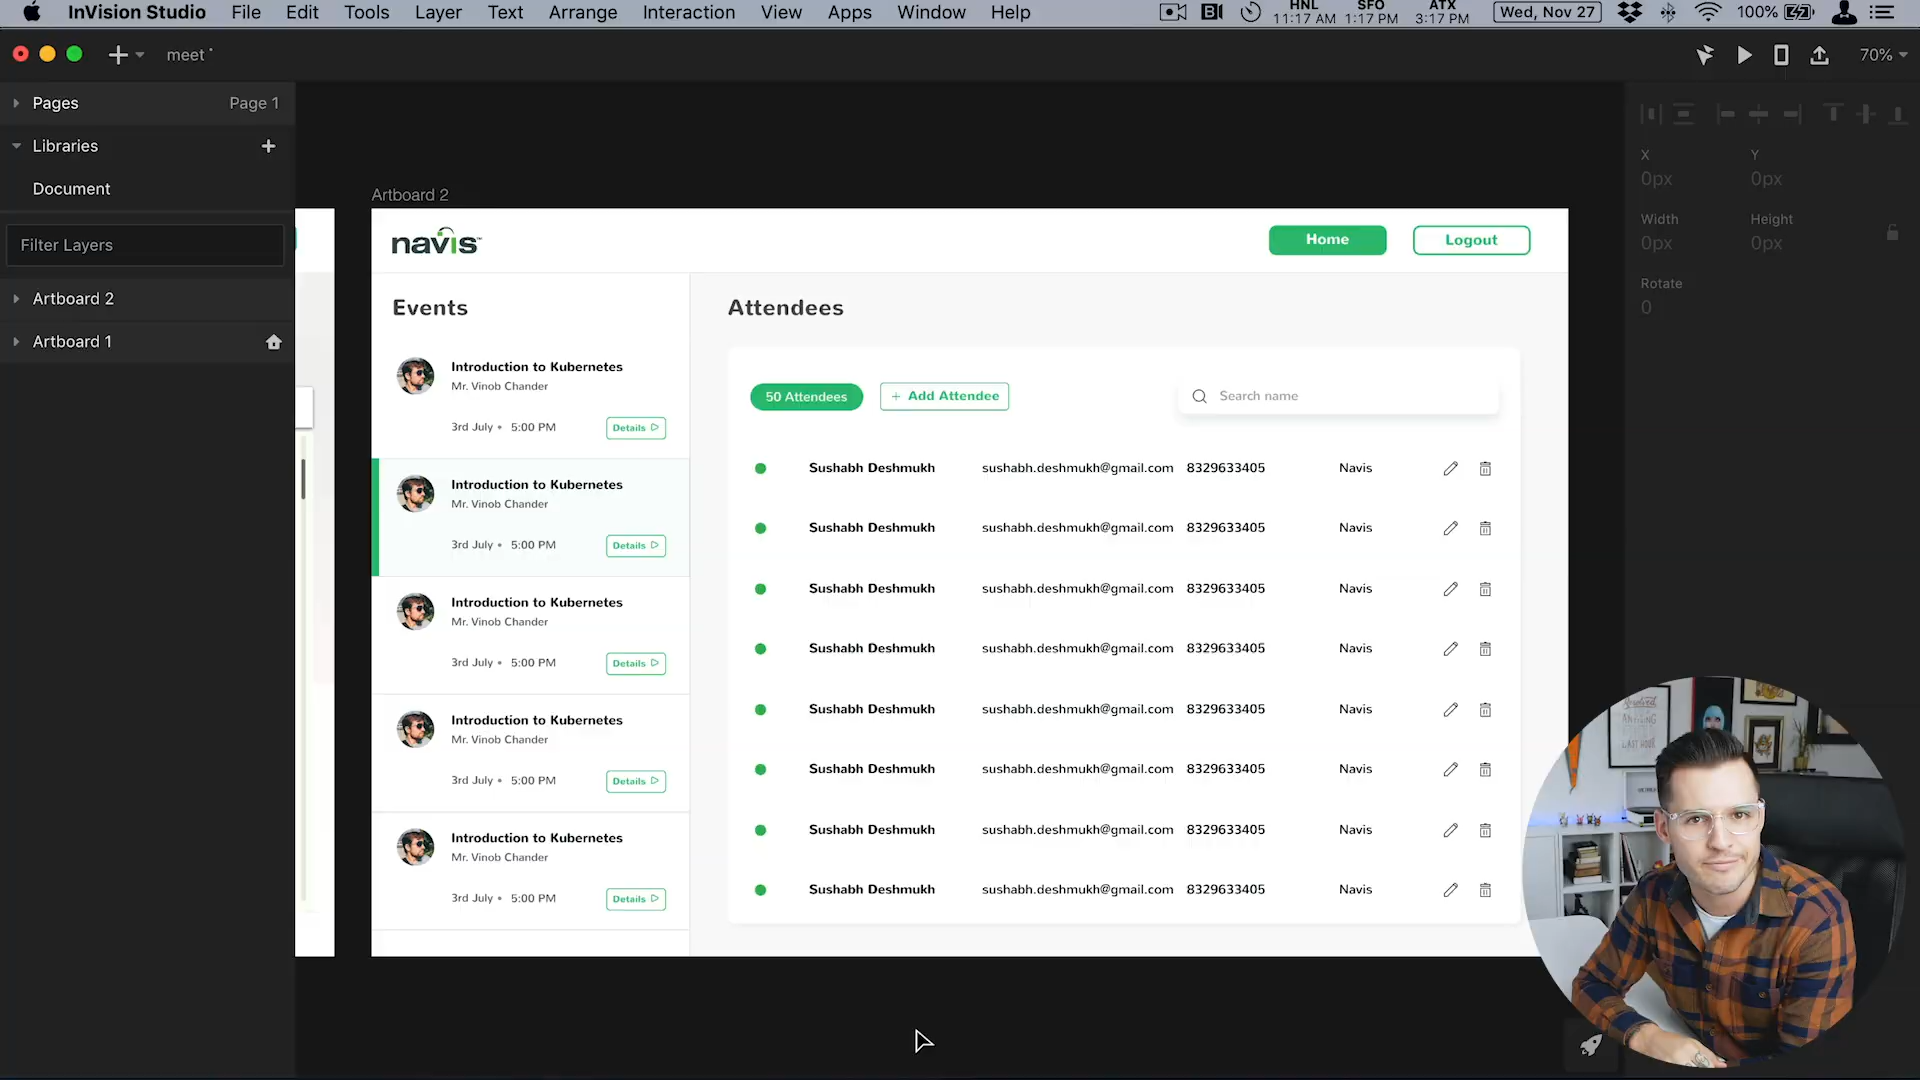 InVision Studio File Edit Tools Layer Text Arrange Interaction View Apps Window Help
HNL 11:17 AM SFO 1:17 PM ATX 3:17 PM Wed, Nov 27 100%
meet
70%
Pages Page 1
Libraries
Document
Filter Layers
Artboard 2
Artboard 1
Artboard 2
navis
Home
Logout
Events
Introduction to Kubernetes
Mr. Vinob Chander
3rd July • 5:00 PM
Details
Introduction to Kubernetes
Mr. Vinob Chander
3rd July • 5:00 PM
Details
Introduction to Kubernetes
Mr. Vinob Chander
3rd July • 5:00 PM
Details
Introduction to Kubernetes
Mr. Vinob Chander
3rd July • 5:00 PM
Details
Introduction to Kubernetes
Mr. Vinob Chander
3rd July • 5:00 PM
Details
Attendees
50 Attendees
+ Add Attendee
Search name
Sushabh Deshmukh sushabh.deshmukh@gmail.com 8329633405 Navis
Sushabh Deshmukh sushabh.deshmukh@gmail.com 8329633405 Navis
Sushabh Deshmukh sushabh.deshmukh@gmail.com 8329633405 Navis
Sushabh Deshmukh sushabh.deshmukh@gmail.com 8329633405 Navis
Sushabh Deshmukh sushabh.deshmukh@gmail.com 8329633405 Navis
Sushabh Deshmukh sushabh.deshmukh@gmail.com 8329633405 Navis
Sushabh Deshmukh sushabh.deshmukh@gmail.com 8329633405 Navis
Sushabh Deshmukh sushabh.deshmukh@gmail.com 8329633405 Navis
X Y
0px 0px
Width Height
0px 0px
Rotate
0
ANYTHING
LAST HOUR